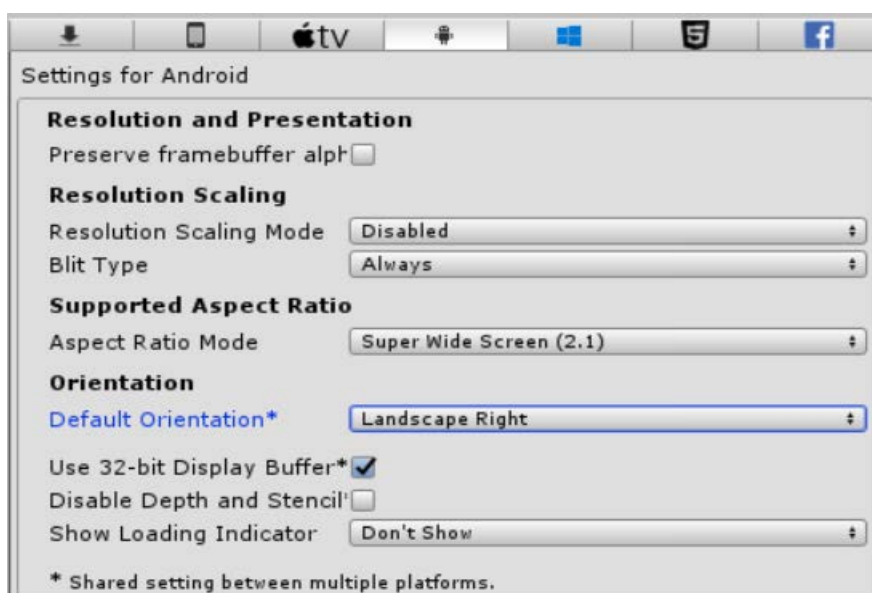 tv
Settings for Android
Resolution and Presentation
Preserve framebuffer alph
Resolution Scaling
Resolution Scaling Mode Disabled
Blit Type Always
Supported Aspect Ratio
Aspect Ratio Mode Super Wide Screen (2.1)
Orientation
Default Orientation* Landscape Right
Use 32-bit Display Buffer*
Disable Depth and Stencil*
Show Loading Indicator Don't Show
* Shared setting between multiple platforms.